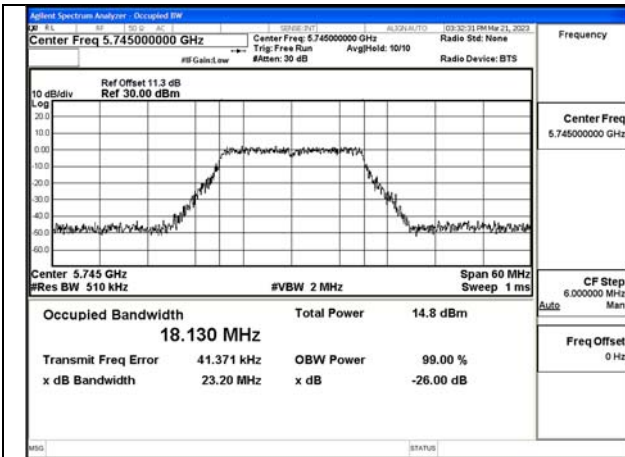 Agilent Spectrum Analyzer - Occupied BW
RL RF 50 Ω AC SENSE:INT ALIGN AUTO 03:32:31 PM Mar 21, 2023
Center Freq 5.745000000 GHz
Center Freq: 5.745000000 GHz
Radio Std: None
Trig: Free Run Avg|Hold: 10/10
#IFGain:Low #Atten: 30 dB Radio Device: BTS
Frequency
Ref Offset 11.3 dB
10 dB/div Ref 30.00 dBm
Log
20.0
10.0
0.00
-10.0
-20.0
-30.0
-40.0
-50.0
-60.0
Center Freq
5.745000000 GHz
Center 5.745 GHz Span 60 MHz
#Res BW 510 kHz #VBW 2 MHz Sweep 1 ms
CF Step
6.000000 MHz
Auto Man
Occupied Bandwidth Total Power 14.8 dBm
18.130 MHz
Transmit Freq Error 41.371 kHz OBW Power 99.00 %
x dB Bandwidth 23.20 MHz x dB -26.00 dB
Freq Offset
0 Hz
MSG STATUS